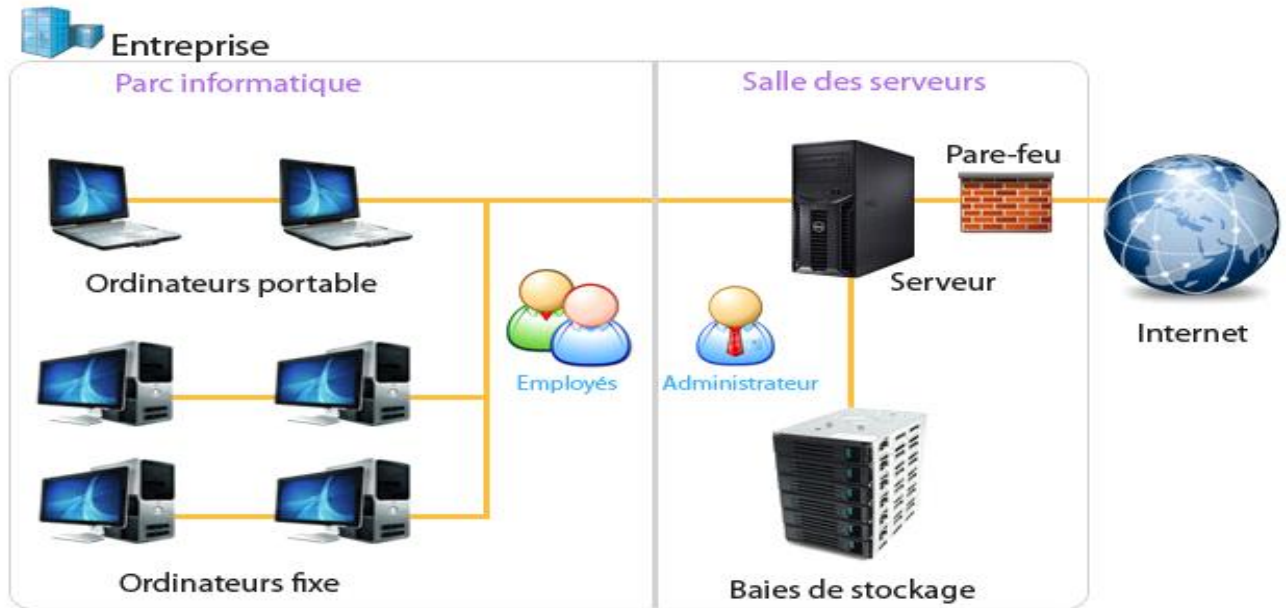 Entreprise
Parc informatique
Salle des serveurs
Pare-feu
Ordinateurs portable
Serveur
Internet
Employés
Administrateur
Ordinateurs fixe
Baies de stockage